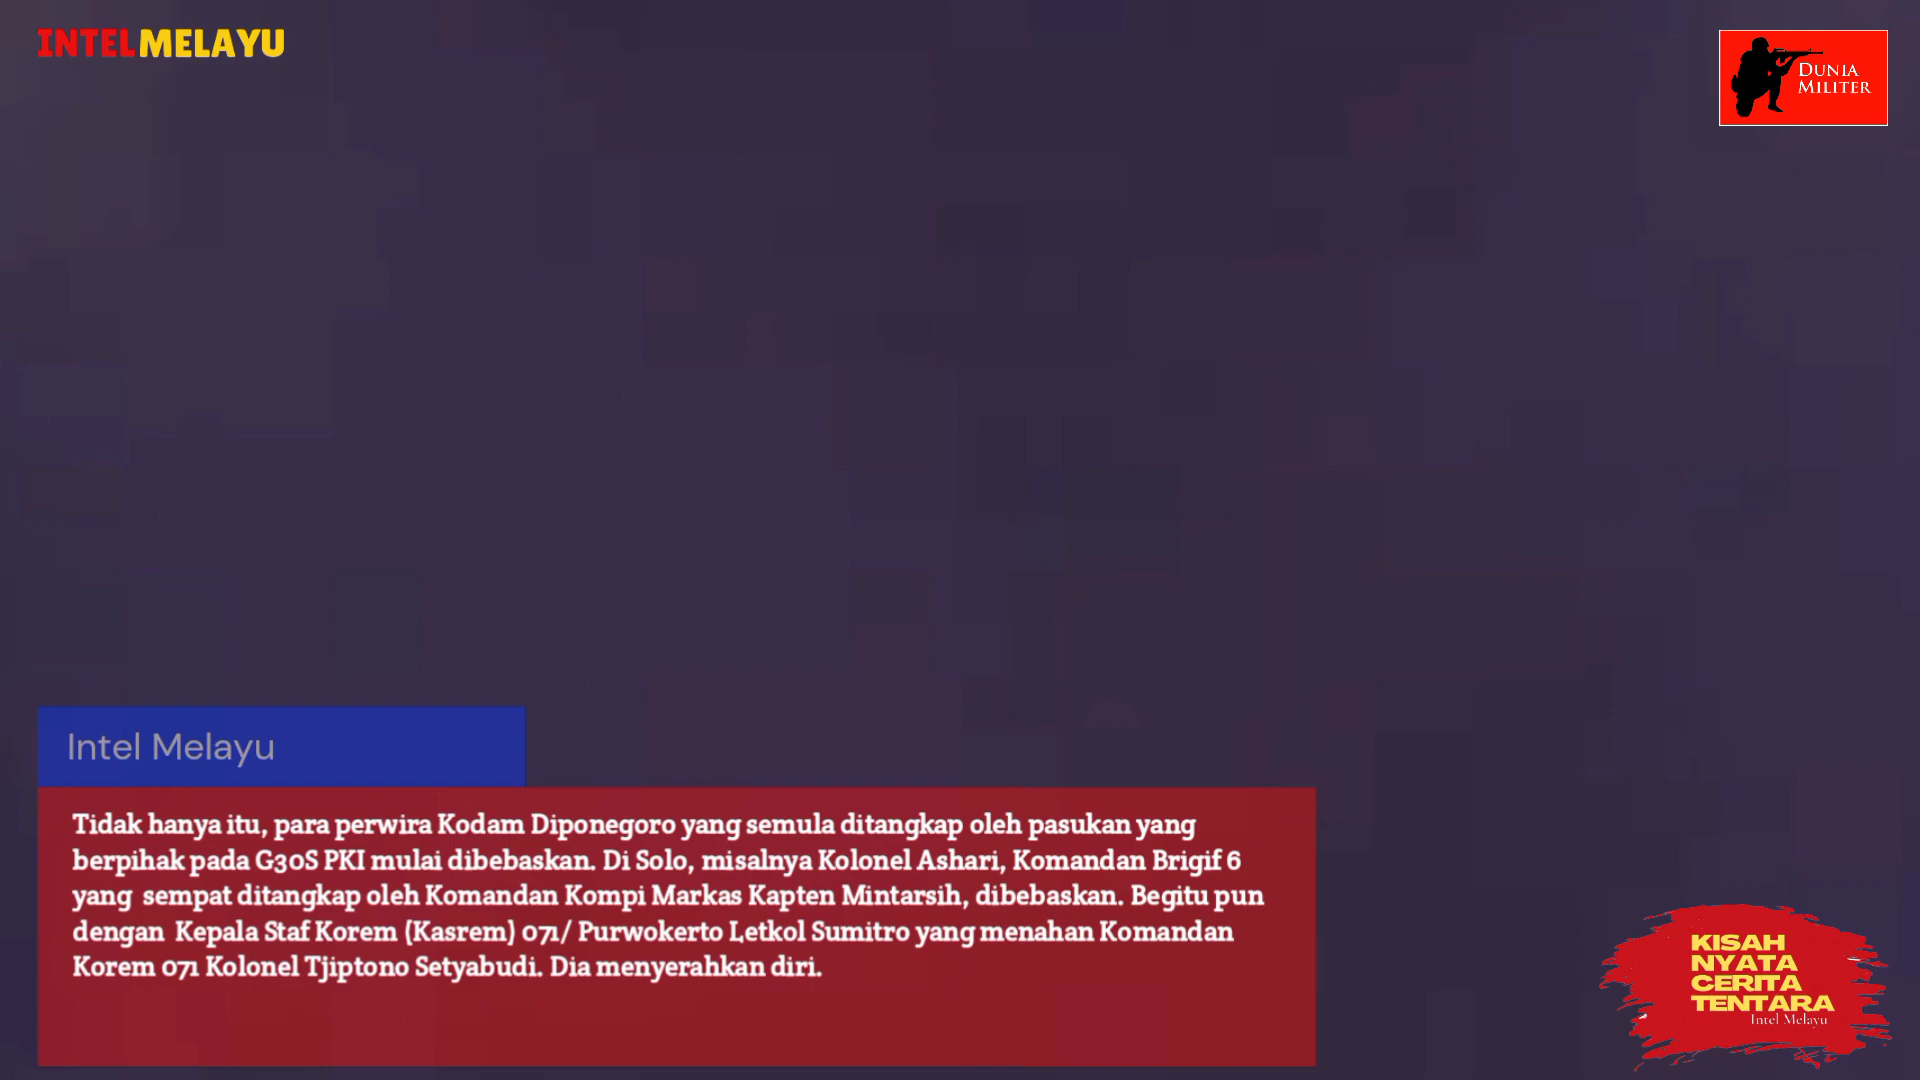 INTELMELAYU
DUNIA
MILITER
Intel Melayu
Tidak hanya itu, para perwira Kodam Diponegoro yang semula ditangkap oleh pasukan yang
berpihak pada G30S PKI mulai dibebaskan. Di Solo, misalnya Kolonel Ashari, Komandan Brigif 6
yang sempat ditangkap oleh Komandan Kompi Markas Kapten Mintarsih, dibebaskan. Begitu pun
dengan Kepala Staf Korem (Kasrem) 071/ Purwokerto Letkol Sumitro yang menahan Komandan
Korem 071 Kolonel Tjiptono Setyabudi. Dia menyerahkan diri.
KISAH
NYATA
CERITA
TENTARA
Intel Melayu